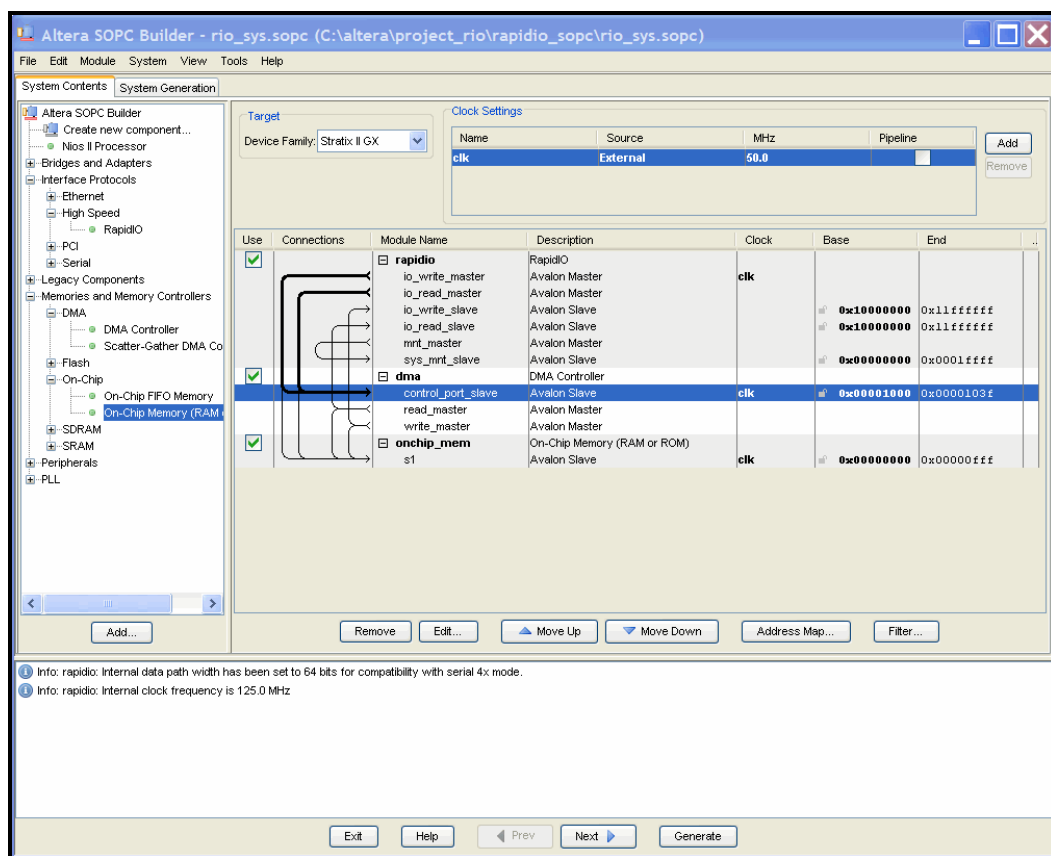 Altera SOPC Builder - rio_sys.sopc (C:\altera\project_rio\rapidio_sopc\rio_sys.sopc)
File Edit Module System View Tools Help
System Contents System Generation
Altera SOPC Builder
Create new component...
Nios II Processor
Bridges and Adapters
Interface Protocols
Ethernet
High Speed
RapidIO
PCI
Serial
Legacy Components
Memories and Memory Controllers
DMA
DMA Controller
Scatter-Gather DMA Co
Flash
On-Chip
On-Chip FIFO Memory
On-Chip Memory (RAM
SDRAM
SRAM
Peripherals
PLL
Add...
Target
Device Family: Stratix II GX
Clock Settings
Name Source MHz Pipeline
clk External 50.0
Add
Remove
Use Connections Module Name Description Clock Base End ..
rapidio RapidIO
io_write_master Avalon Master clk
io_read_master Avalon Master
io_write_slave Avalon Slave 0x10000000 0x11ffffff
io_read_slave Avalon Slave 0x10000000 0x11ffffff
mnt_master Avalon Master
sys_mnt_slave Avalon Slave 0x00000000 0x0001ffff
dma DMA Controller
control_port_slave Avalon Slave clk 0x00001000 0x0000103f
read_master Avalon Master
write_master Avalon Master
onchip_mem On-Chip Memory (RAM or ROM)
s1 Avalon Slave clk 0x00000000 0x00000fff
Remove Edit... Move Up Move Down Address Map... Filter...
Info: rapidio: Internal data path width has been set to 64 bits for compatibility with serial 4x mode.
Info: rapidio: Internal clock frequency is 125.0 MHz
Exit Help Prev Next Generate